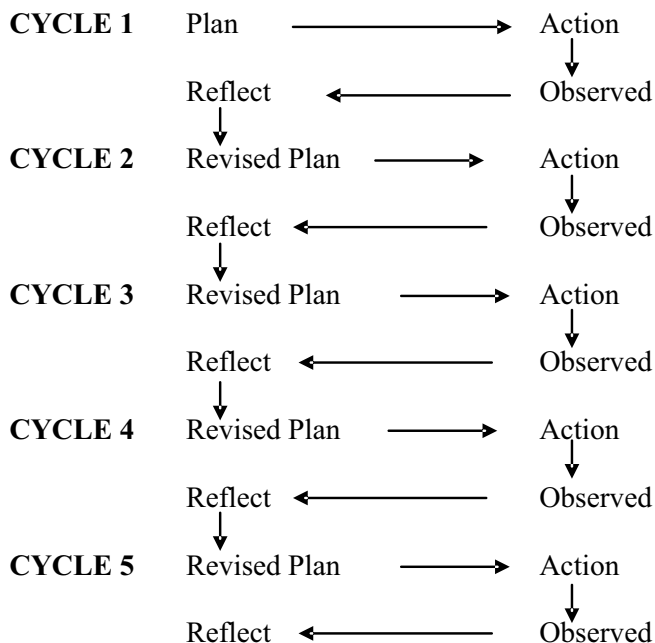 CYCLE 1 Plan Action
Reflect Observed
CYCLE 2 Revised Plan Action
Reflect Observed
CYCLE 3 Revised Plan Action
Reflect Observed
CYCLE 4 Revised Plan Action
Reflect Observed
CYCLE 5 Revised Plan Action
Reflect Observed